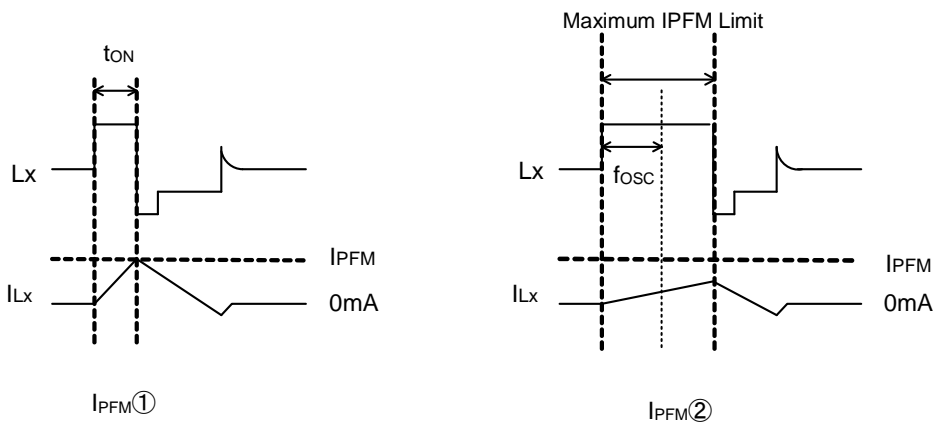 tON
Lx
IPFM
ILx
0mA
IPFM①
Maximum IPFM Limit
Lx
fOSC
IPFM
ILx
0mA
IPFM②